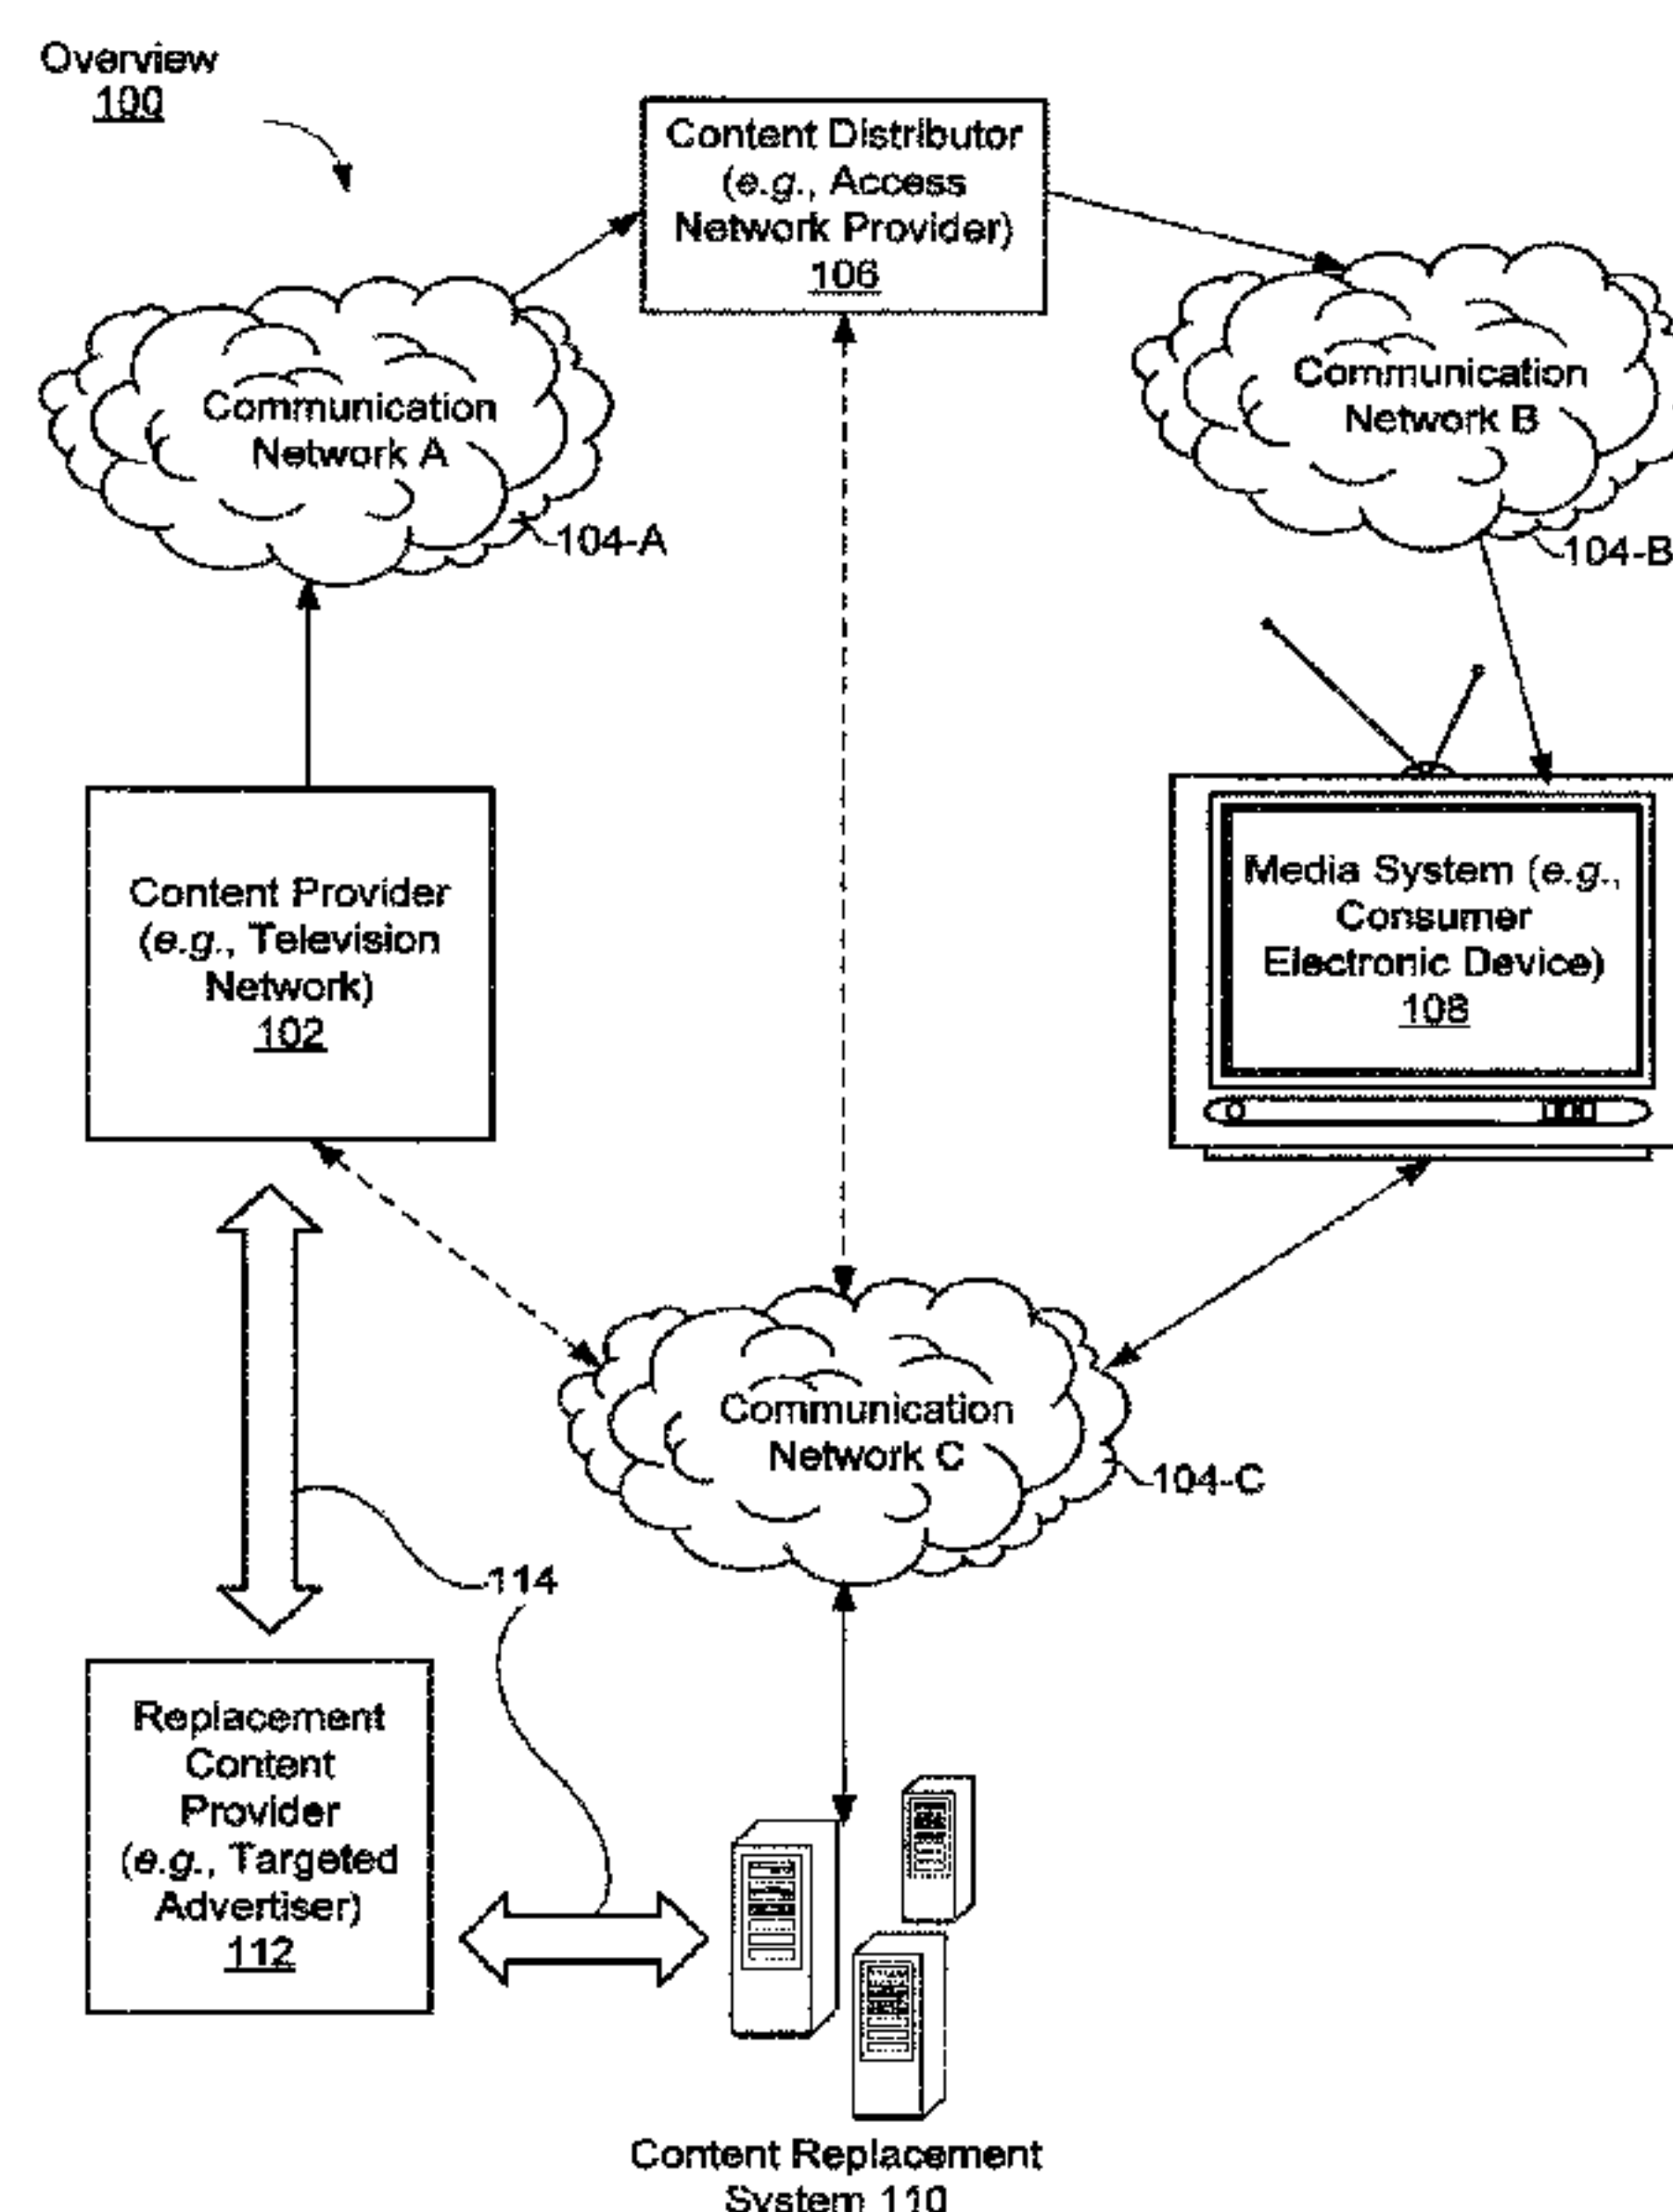 Overview
100
Content Distributor
(e.g., Access
Network Provider)
106
Communication
Network A
104-A
Communication
Network B
104-B
Content Provider
(e.g., Television
Network)
102
Media System (e.g.,
Consumer
Electronic Device)
108
Communication
Network C
104-C
114
Replacement
Content
Provider
(e.g., Targeted
Advertiser)
112
Content Replacement
System 110